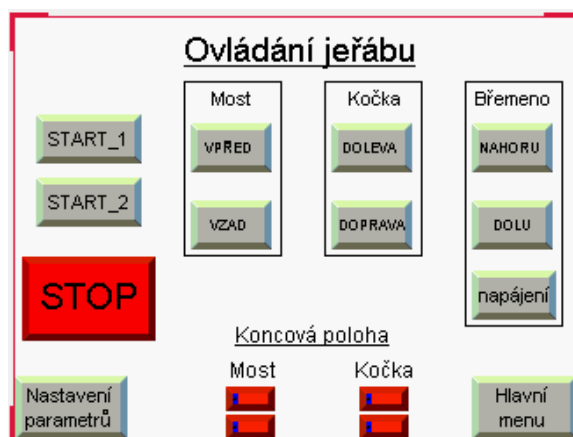 Ovládání jeřábu
Most
Kočka
Břemeno
START_1
VPŘED
DOLEVA
NAHORU
START_2
VZAD
DOPRAVA
DOLU
STOP
napájení
Koncová poloha
Most
Kočka
Nastavení
parametrů
Hlavní
menu